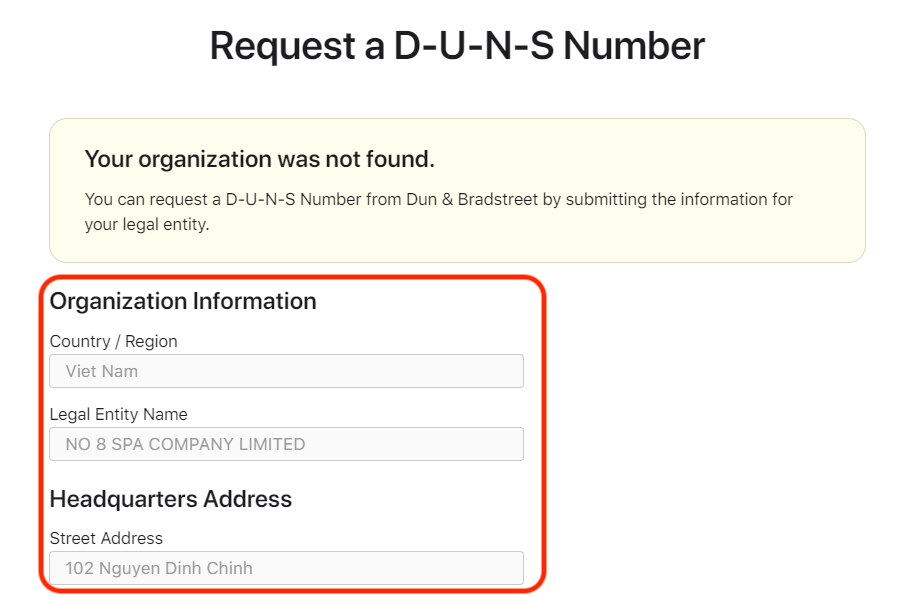 Request a D-U-N-S Number
Your organization was not found.
You can request a D-U-N-S Number from Dun & Bradstreet by submitting the information for
your legal entity.
Organization Information
Country / Region
Viet Nam
Legal Entity Name
NO 8 SPA COMPANY LIMITED
Headquarters Address
Street Address
102 Nguyen Dinh Chinh